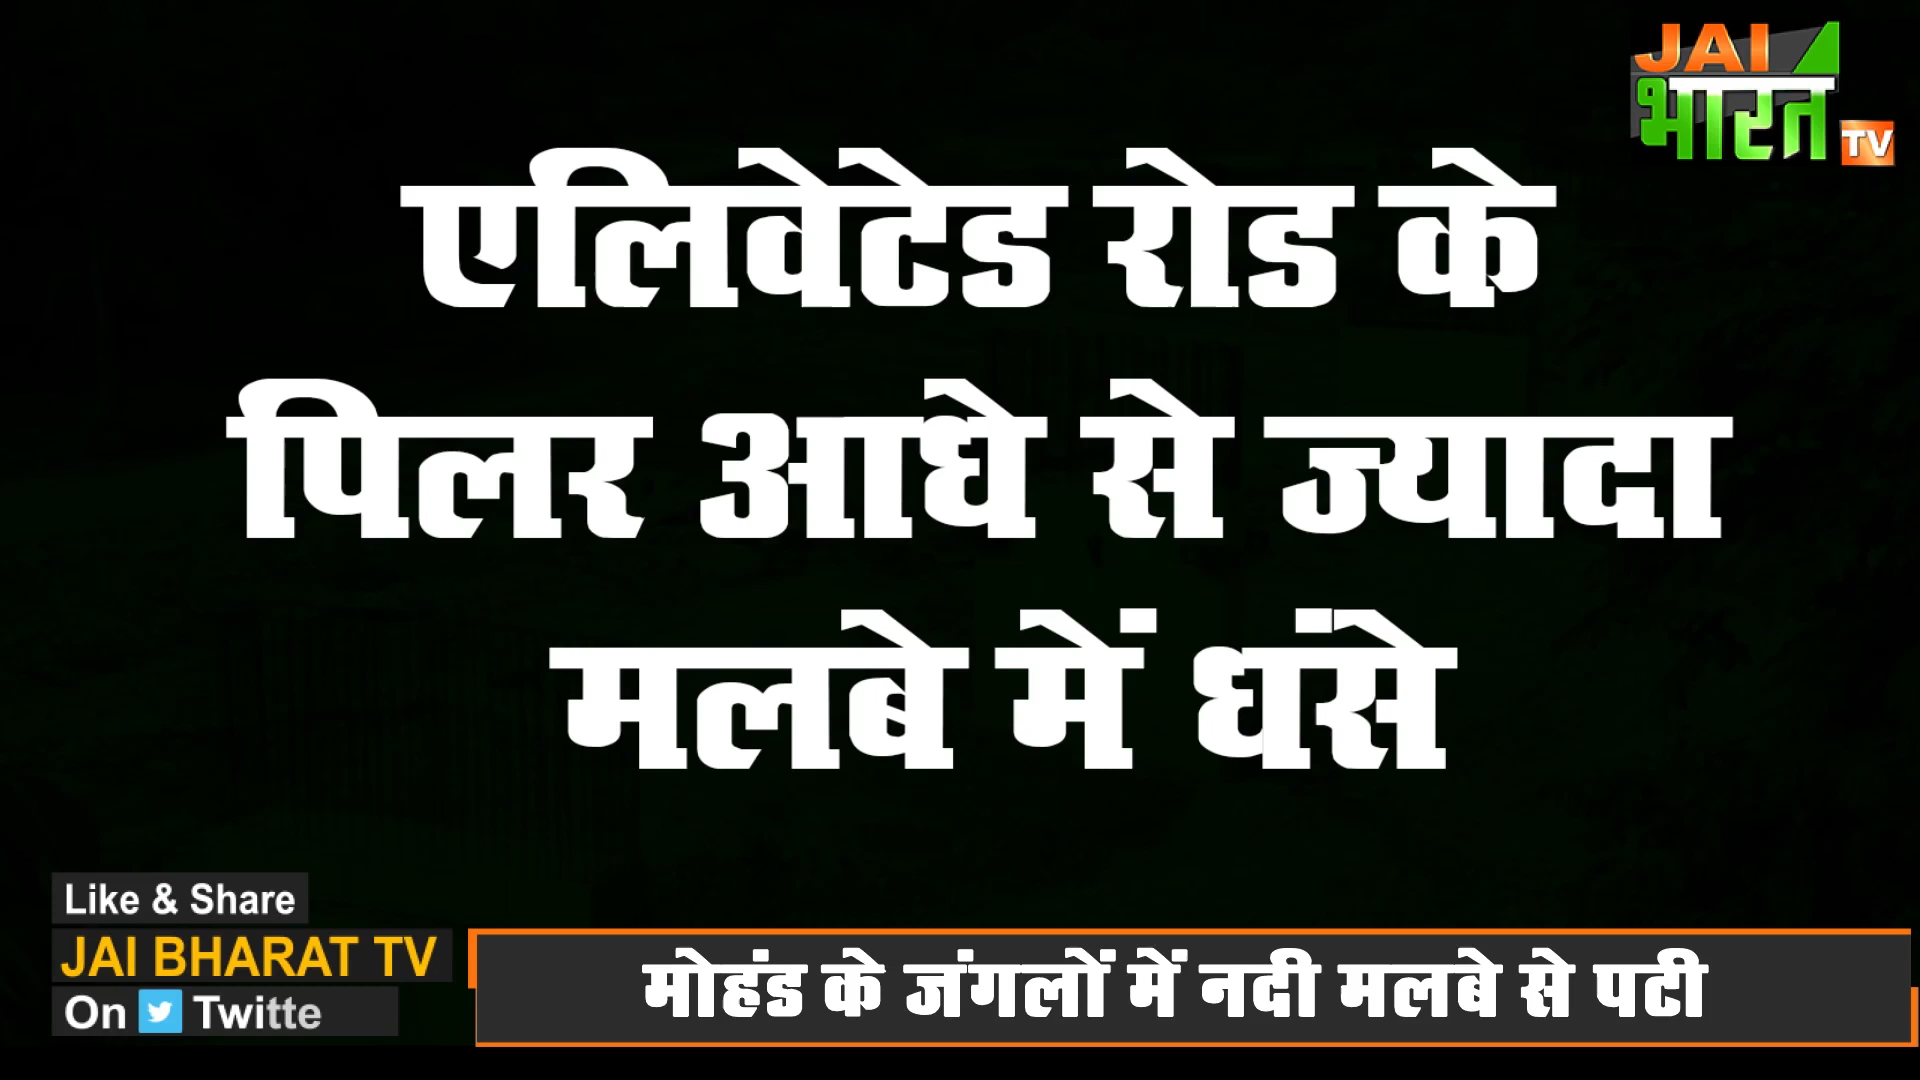 JAI
भारत
TV
एलिवेटेड रोड के
पिलर आधे से ज्यादा
मलबे में धंसे
Like & Share
JAI BHARAT TV
On Twitte
मोहंड के जंगलों में नदी मलबे से पटी